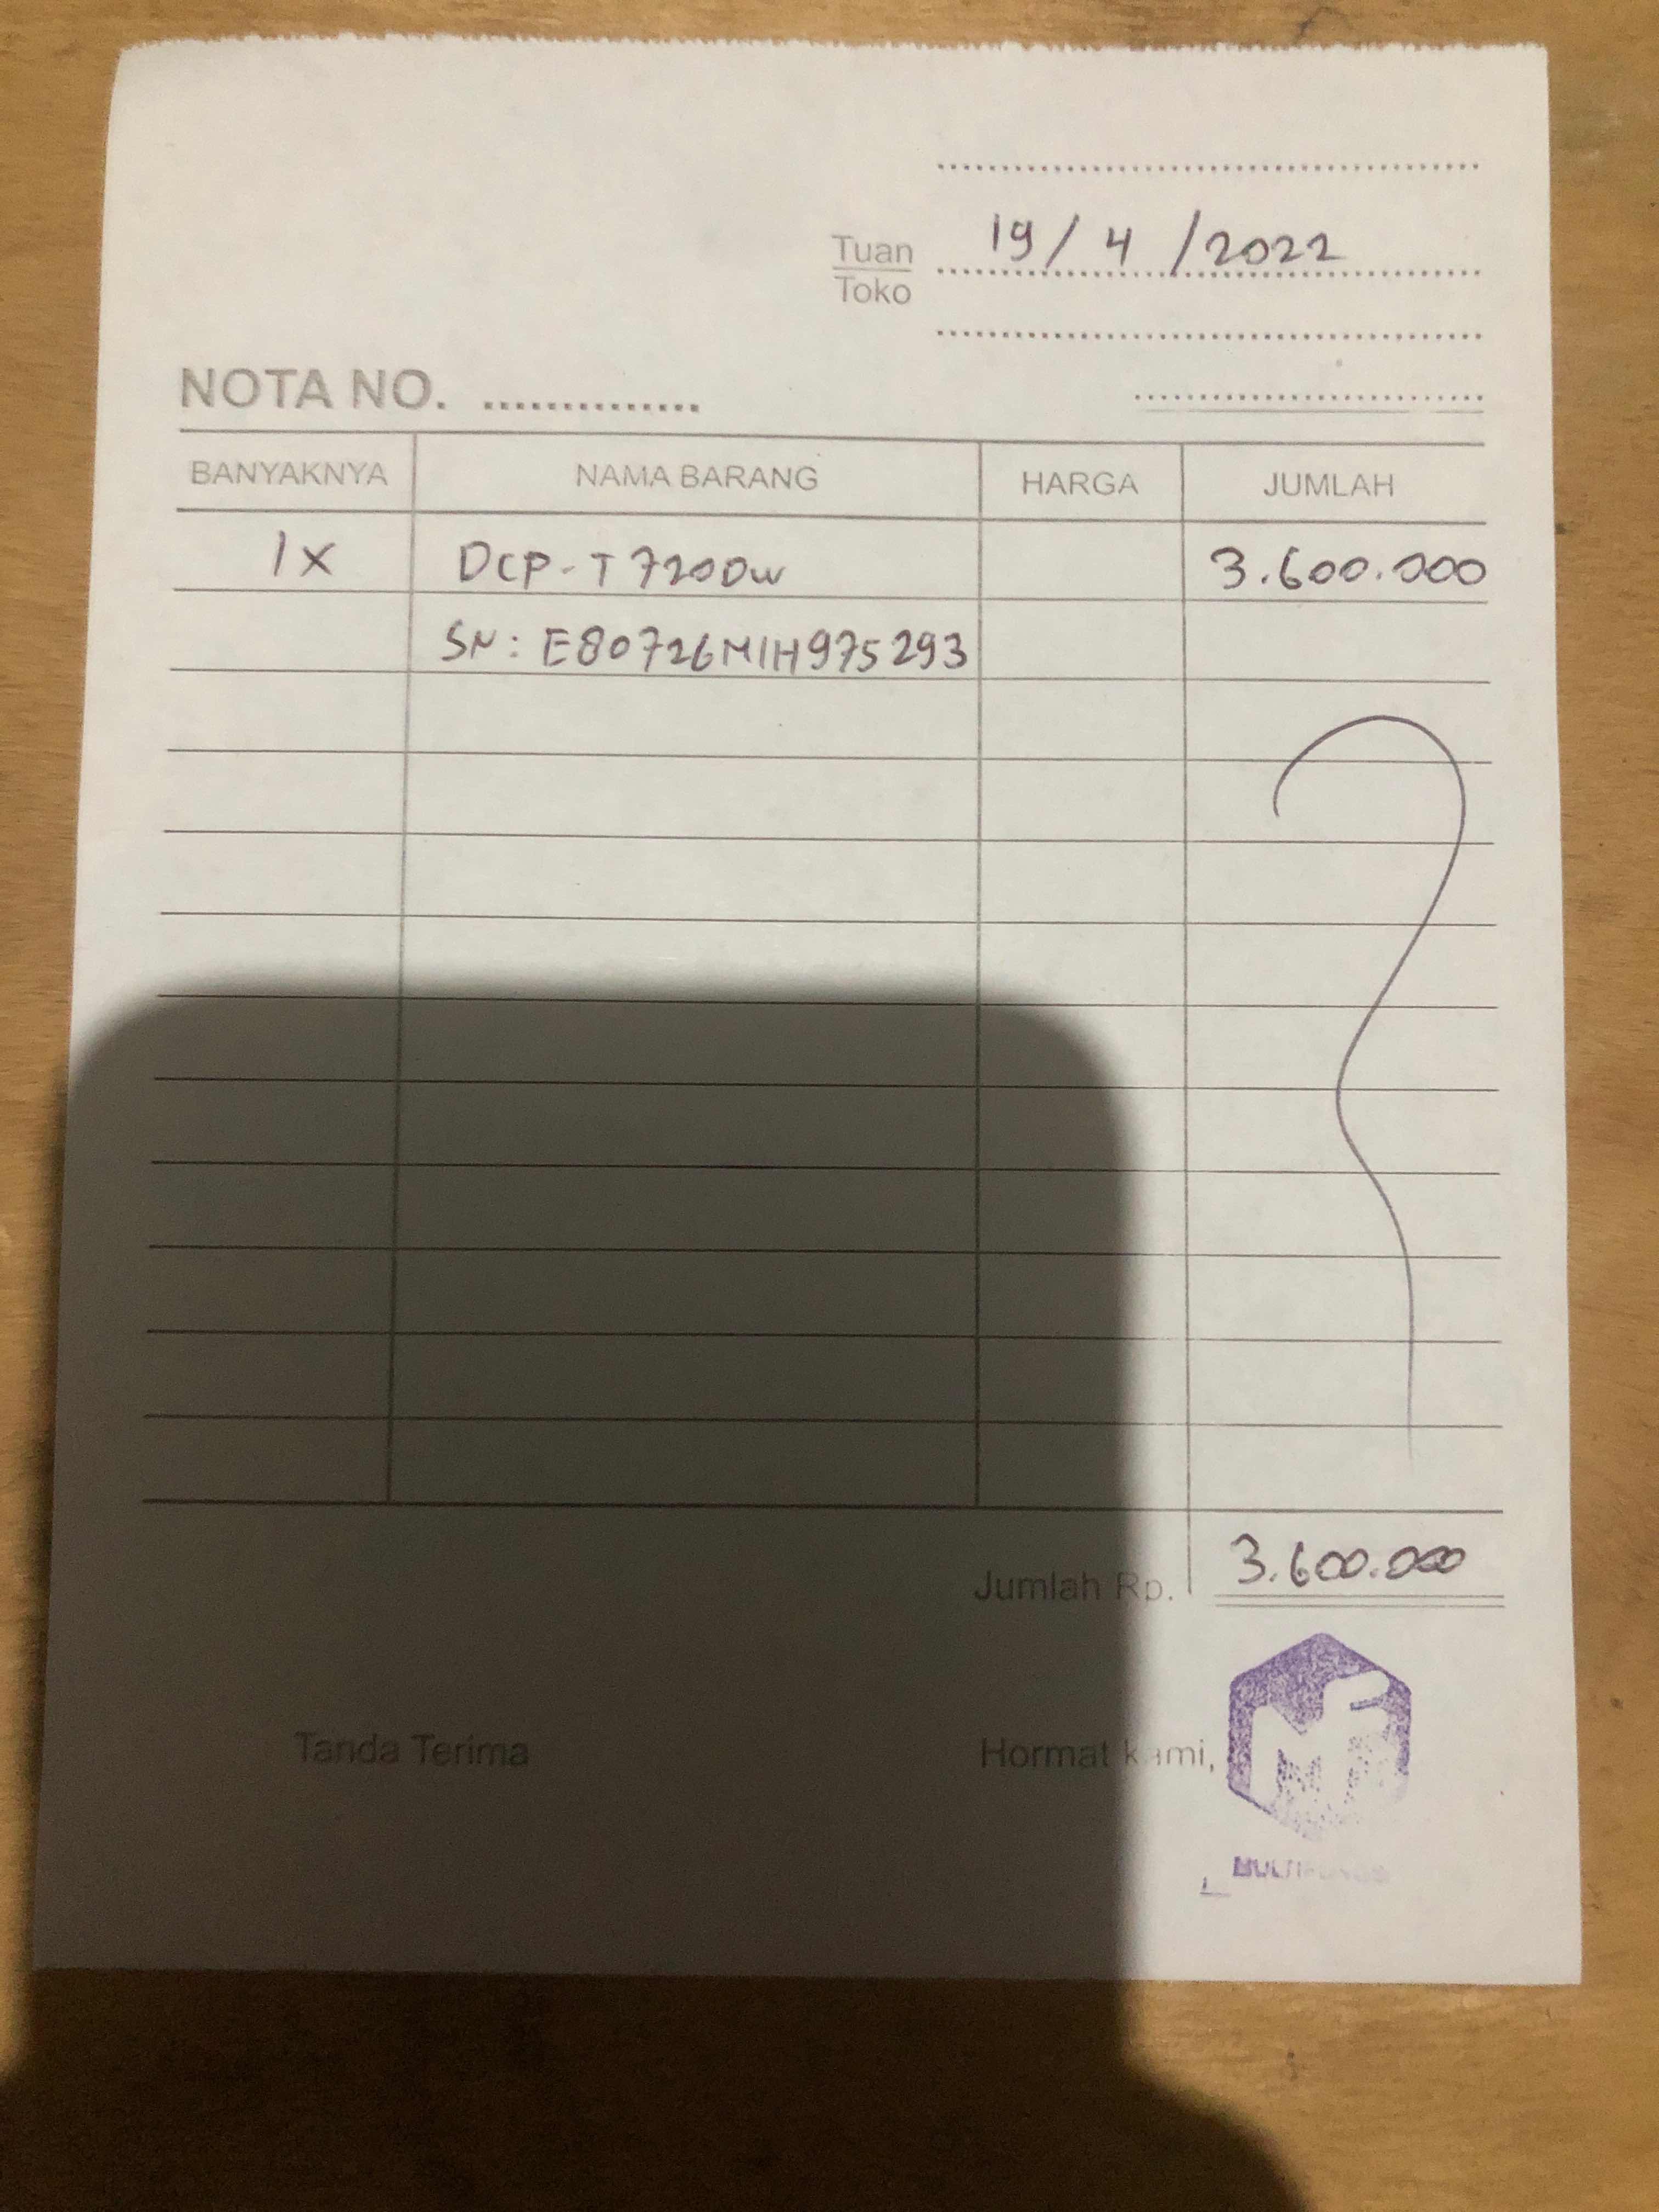 19/4/2022
Tuan
Toko
NOTA NO. ..............
BANYAKNYA NAMA BARANG HARGA JUMLAH
1X DCP-T7200w 3.600.000
SN: E80726M1H975293
Jumlah Rp. 3.600.000
Tanda Terima Hormat kami,